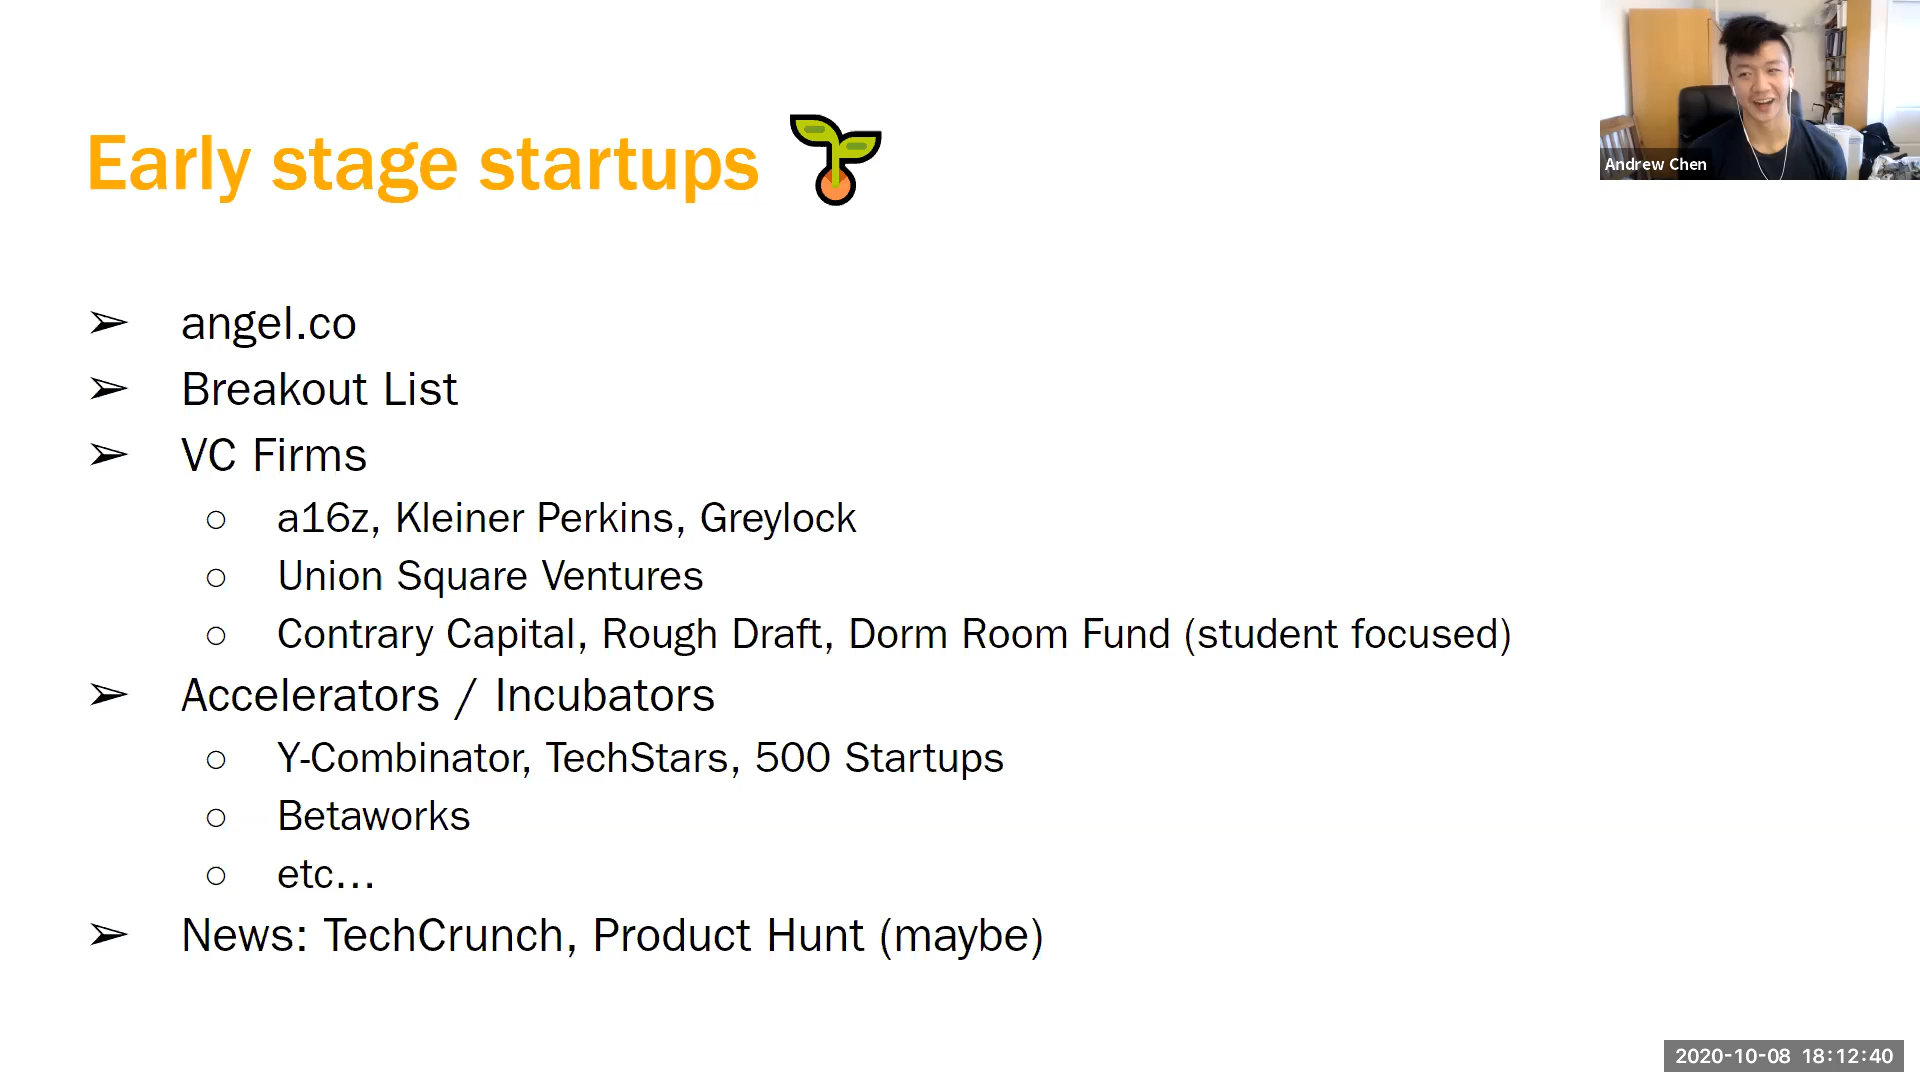 Early stage startups
Andrew Chen
➢ angel.co
➢ Breakout List
➢ VC Firms
○ a16z, Kleiner Perkins, Greylock
○ Union Square Ventures
○ Contrary Capital, Rough Draft, Dorm Room Fund (student focused)
➢ Accelerators / Incubators
○ Y-Combinator, TechStars, 500 Startups
○ Betaworks
○ etc...
➢ News: TechCrunch, Product Hunt (maybe)
2020-10-08 18:12:40